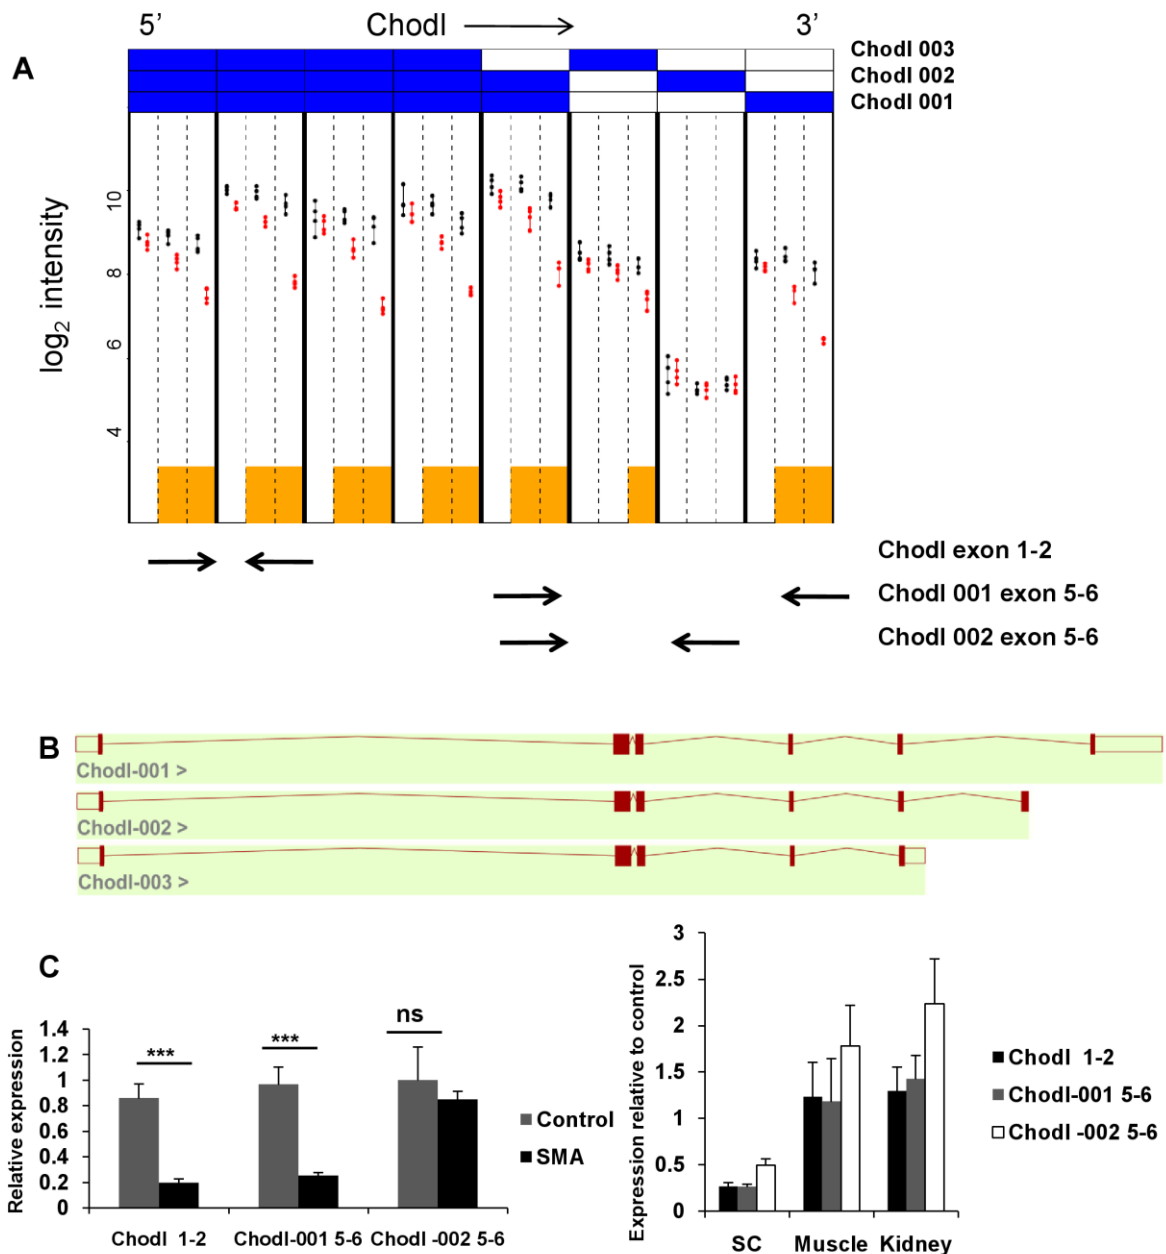 5’ Chodl 3’
A
Chodl 003
Chodl 002
Chodl 001
log2 intensity
10
8
6
4
Chodl exon 1-2
Chodl 001 exon 5-6
Chodl 002 exon 5-6
B
Chodl-001 >
Chodl-002 >
Chodl-003 >
C
Relative expression
1.4
1.2
1
0.8
0.6
0.4
0.2
0
***
***
ns
Chodl 1-2 Chodl-001 5-6 Chodl -002 5-6
Control
SMA
Expression relative to control
3
2.5
2
1.5
1
0.5
0
SC Muscle Kidney
Chodl 1-2
Chodl-001 5-6
Chodl -002 5-6